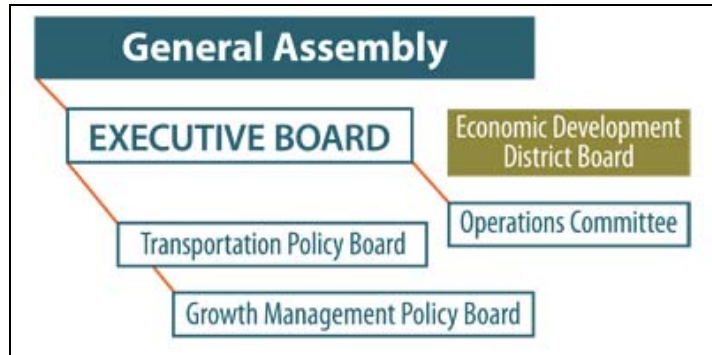 General Assembly
EXECUTIVE BOARD
Economic Development
District Board
Operations Committee
Transportation Policy Board
Growth Management Policy Board